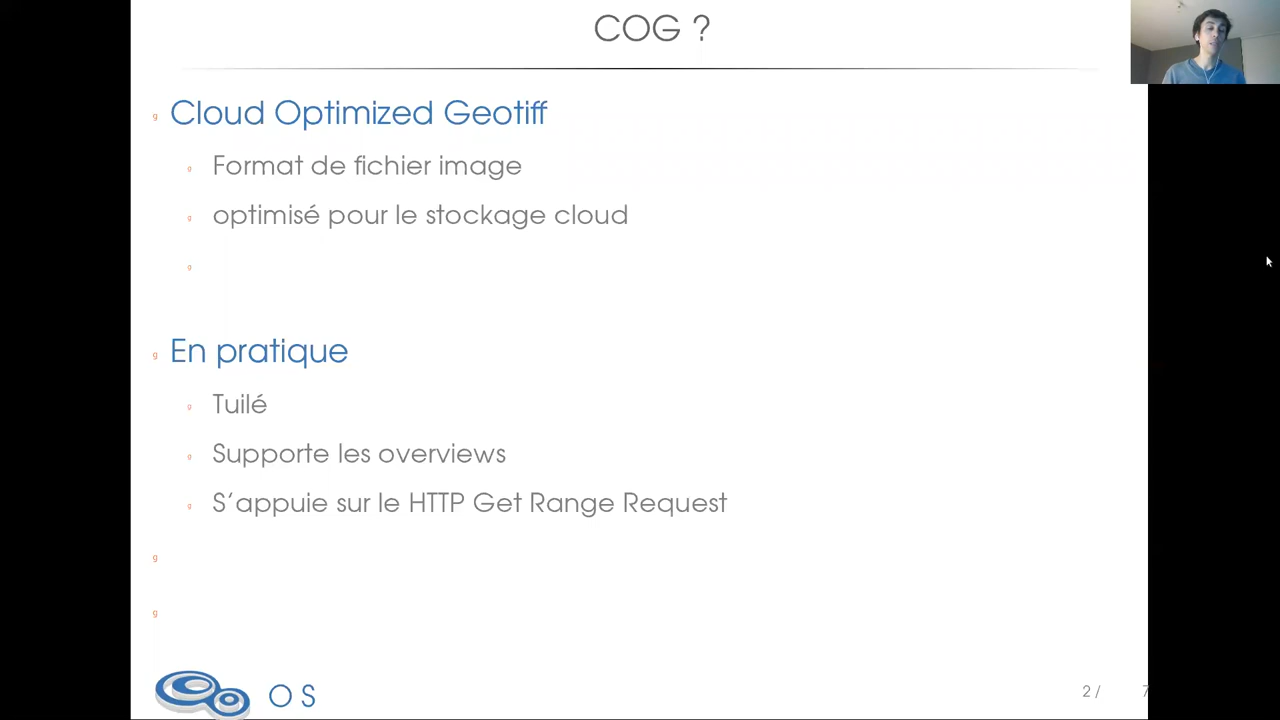 COG ?
g Cloud Optimized Geotiff
g Format de fichier image
g optimisé pour le stockage cloud
g
g En pratique
g Tuilé
g Supporte les overviews
g S’appuie sur le HTTP Get Range Request
g
g
O S
2 / 7